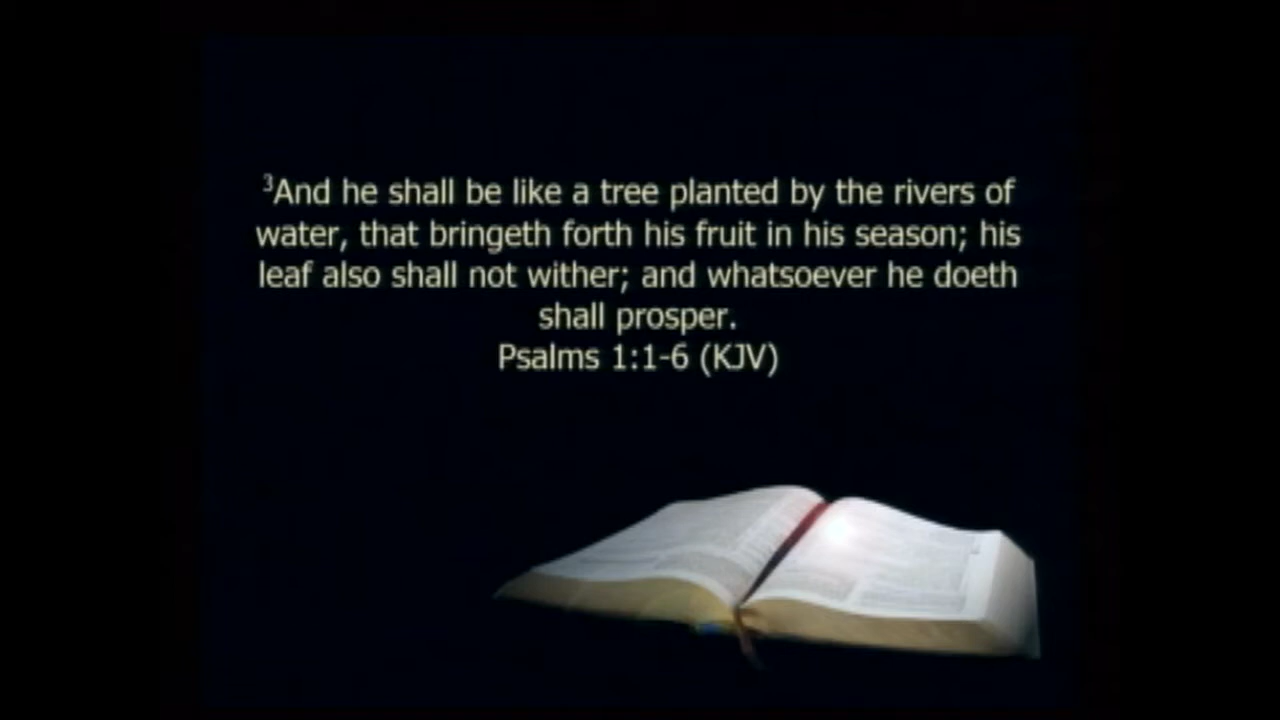 ³And he shall be like a tree planted by the rivers of
water, that bringeth forth his fruit in his season; his
leaf also shall not wither; and whatsoever he doeth
shall prosper.
Psalms 1:1-6 (KJV)